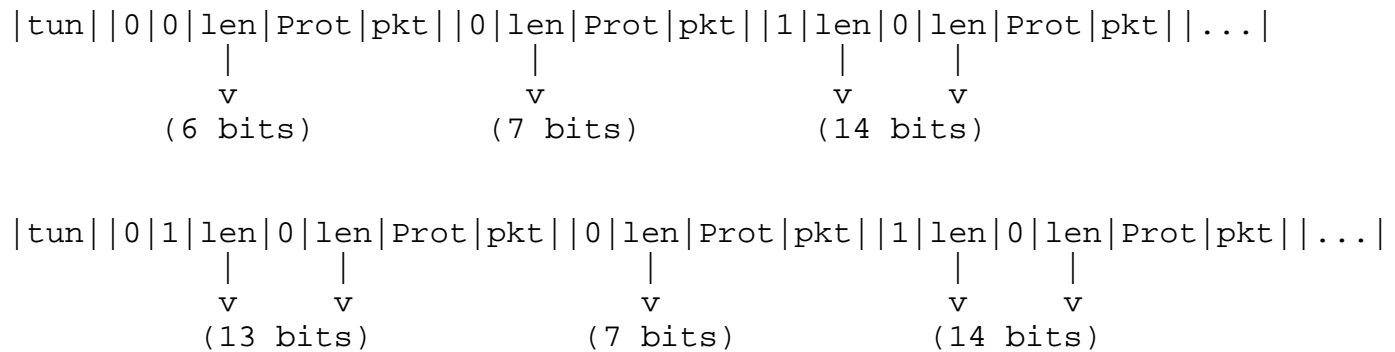 |tun||0|0|len|Prot|pkt||0|len|Prot|pkt||1|len|0|len|Prot|pkt||...|
| | | |
v v v v
(6 bits) (7 bits) (14 bits)
|tun||0|1|len|0|len|Prot|pkt||0|len|Prot|pkt||1|len|0|len|Prot|pkt||...|
| | | | |
v v v v v
(13 bits) (7 bits) (14 bits)